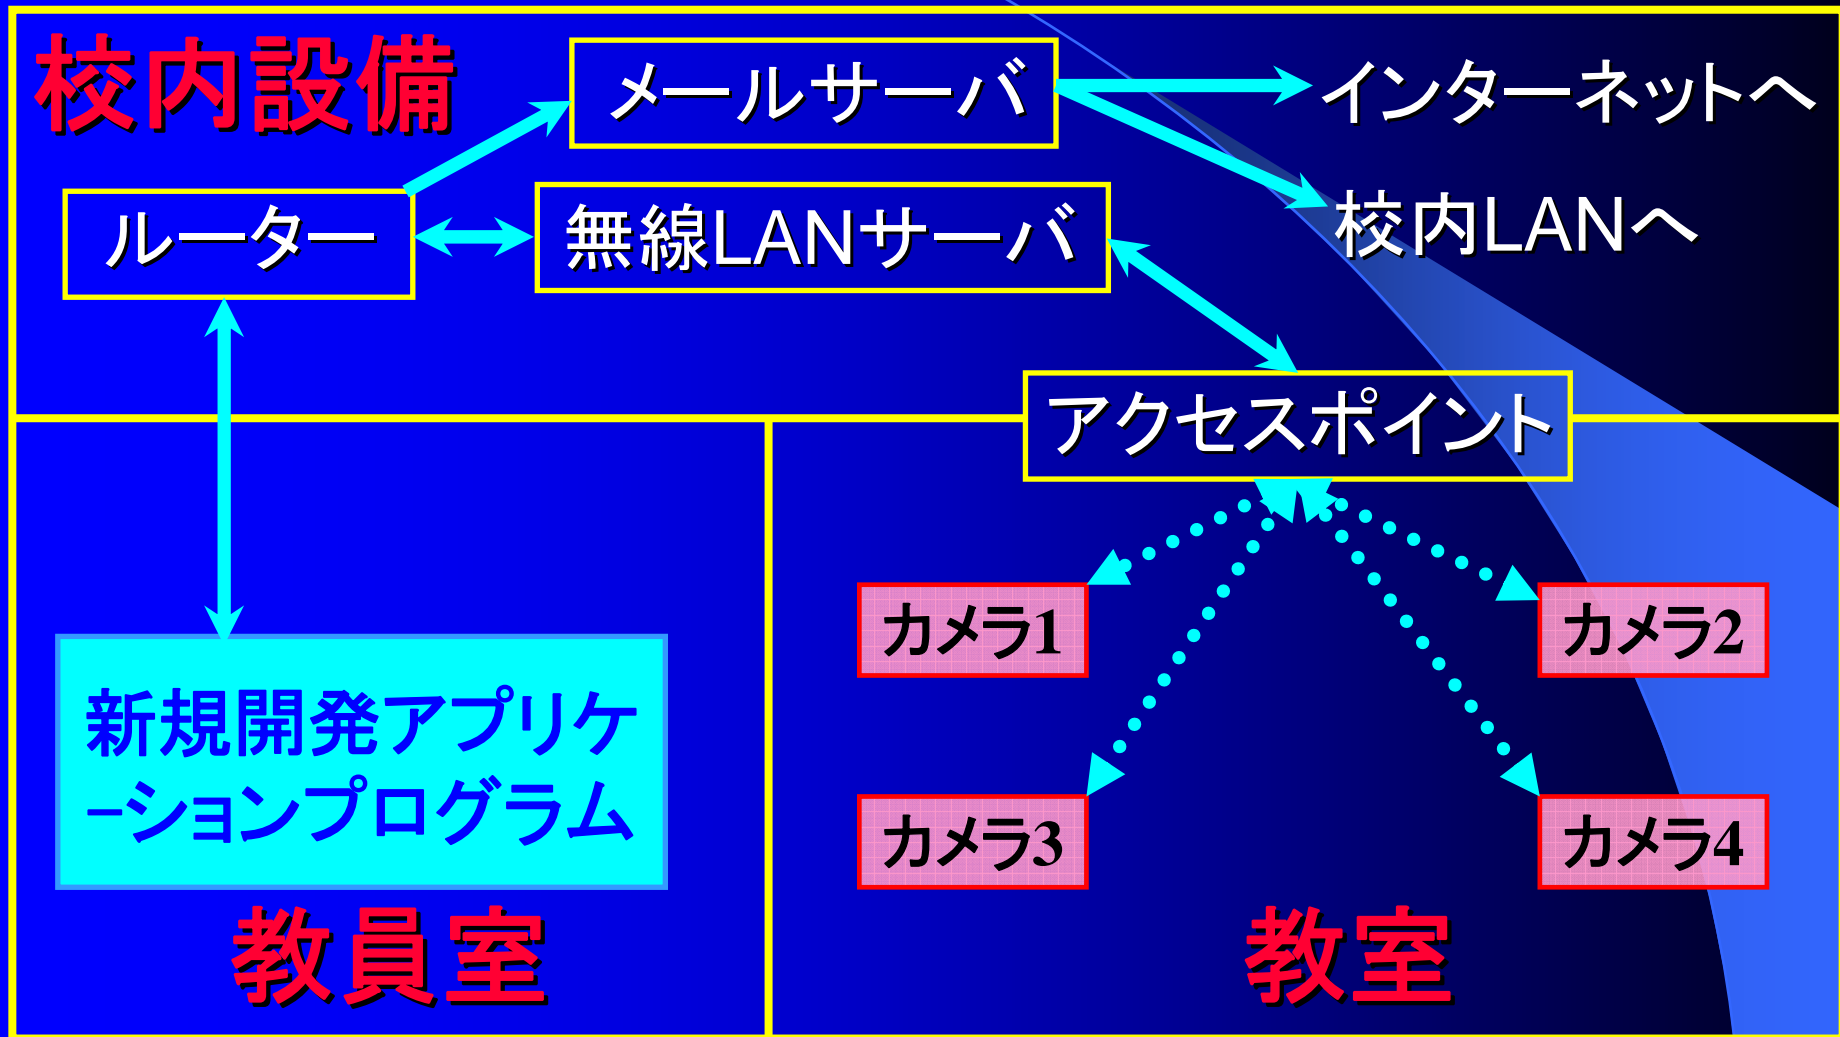 校内設備
メールサーバ
インターネットへ
ルーター
無線LANサーバ
校内LANへ
アクセスポイント
カメラ1
カメラ2
新規開発アプリケ
ーションプログラム
カメラ3
カメラ4
教員室
教室